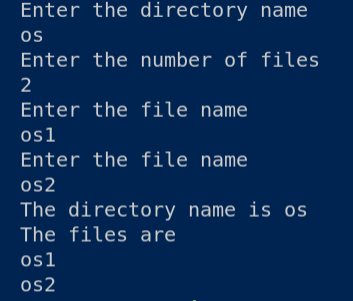 Enter the directory name
os
Enter the number of files
2
Enter the file name
os1
Enter the file name
os2
The directory name is os
The files are
os1
os2